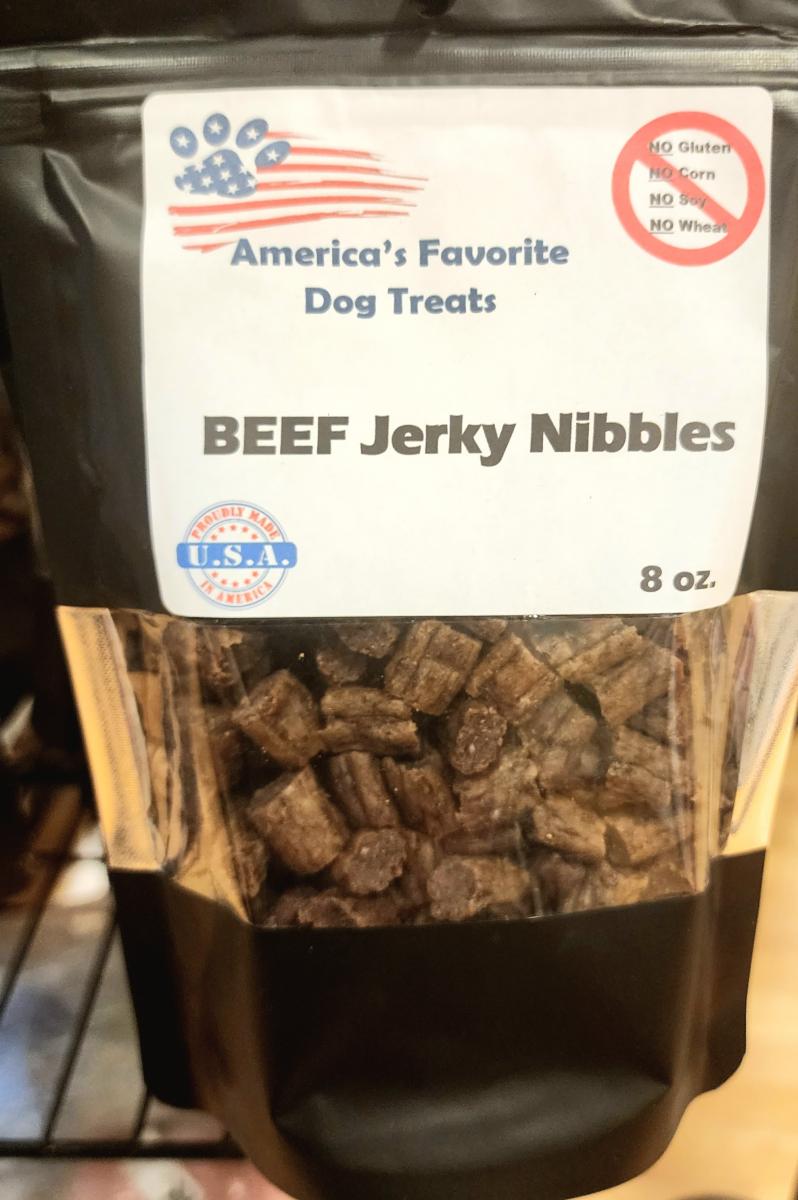 NO Gluten
NO Corn
NO Soy
NO Wheat
America's Favorite
Dog Treats
BEEF Jerky Nibbles
PROUDLY MADE
U.S.A.
IN AMERICA
8 oz.